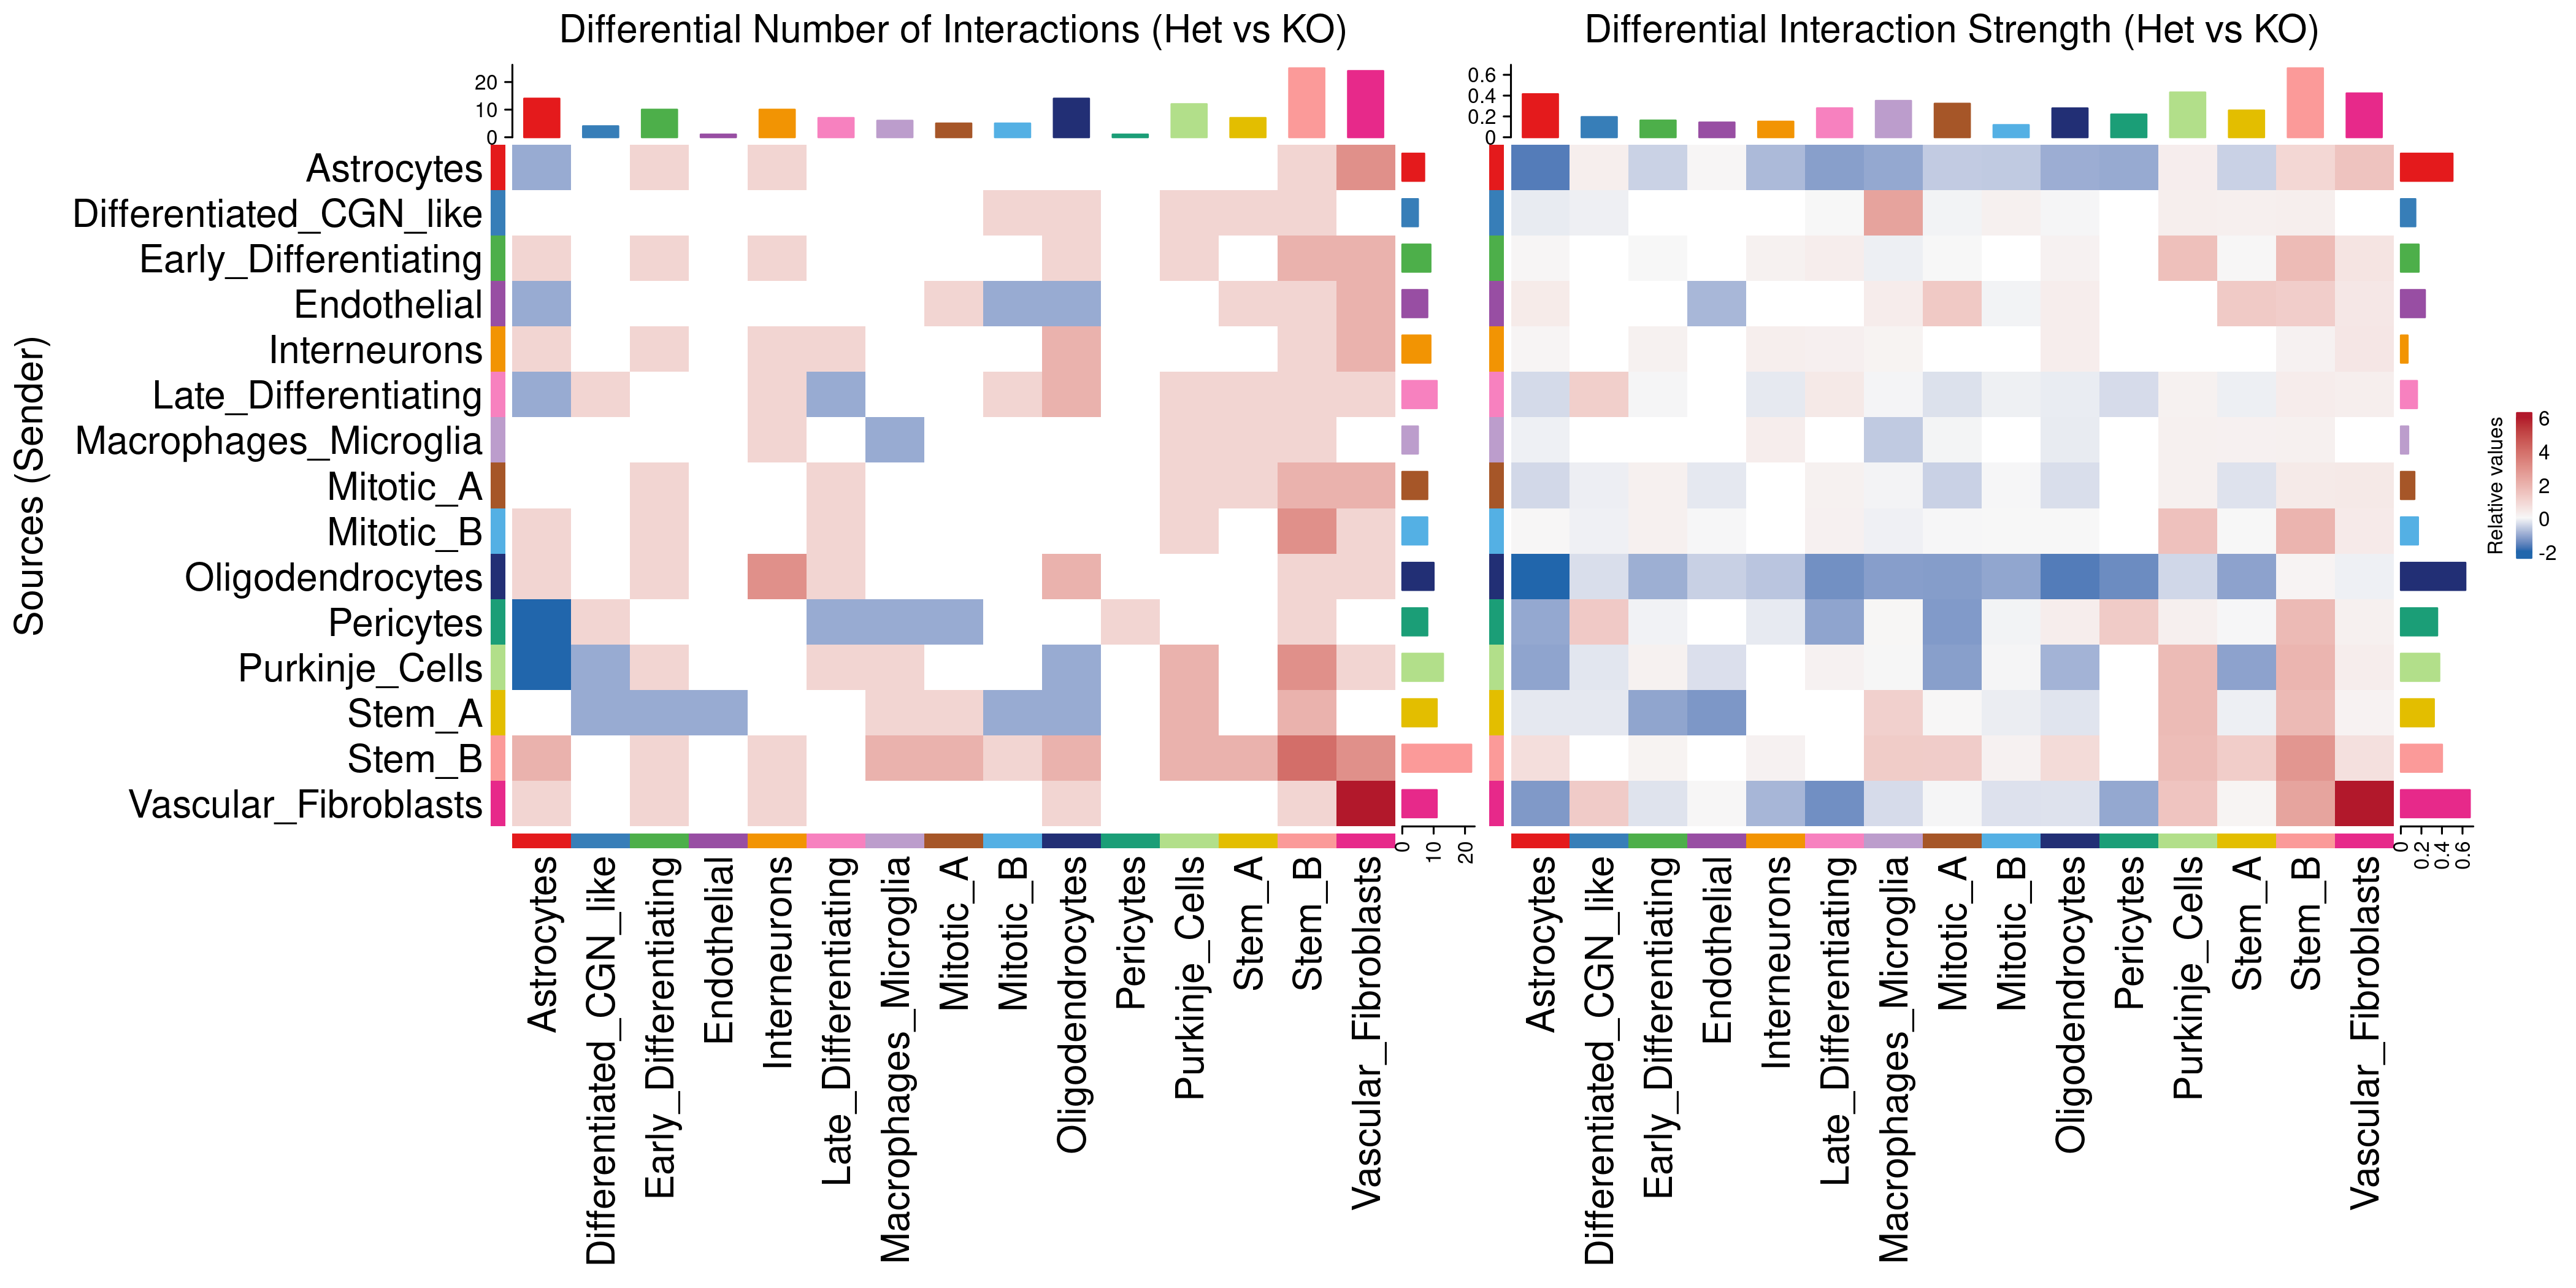 Differential Number of Interactions (Het vs KO)
Differential Interaction Strength (Het vs KO)
20
10
0
0.6
0.4
0.2
0
Sources (Sender)
Astrocytes
Differentiated_CGN_like
Early_Differentiating
Endothelial
Interneurons
Late_Differentiating
Macrophages_Microglia
Mitotic_A
Mitotic_B
Oligodendrocytes
Pericytes
Purkinje_Cells
Stem_A
Stem_B
Vascular_Fibroblasts
Astrocytes
Differentiated_CGN_like
Early_Differentiating
Endothelial
Interneurons
Late_Differentiating
Macrophages_Microglia
Mitotic_A
Mitotic_B
Oligodendrocytes
Pericytes
Purkinje_Cells
Stem_A
Stem_B
Vascular_Fibroblasts
0
10
20
Astrocytes
Differentiated_CGN_like
Early_Differentiating
Endothelial
Interneurons
Late_Differentiating
Macrophages_Microglia
Mitotic_A
Mitotic_B
Oligodendrocytes
Pericytes
Purkinje_Cells
Stem_A
Stem_B
Vascular_Fibroblasts
0
0.2
0.4
0.6
Relative values
6
4
2
0
-2